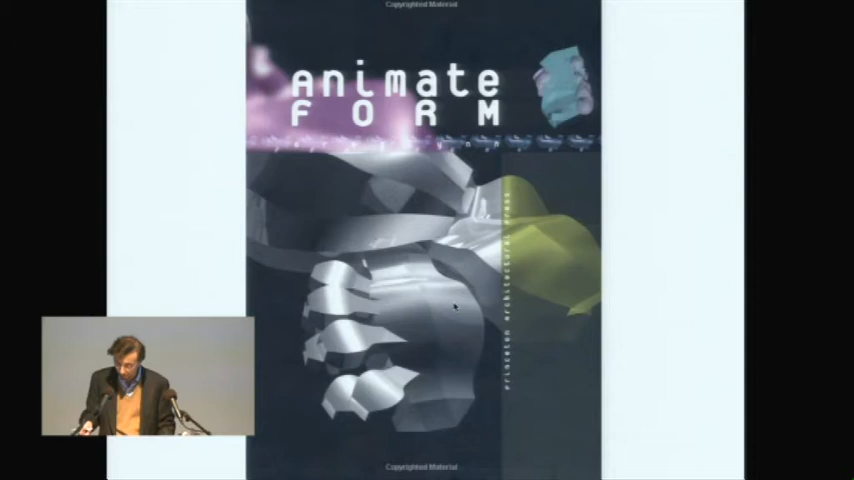 Copyrighted Material
Animate
FORM
princeton architectural press
Copyrighted Material